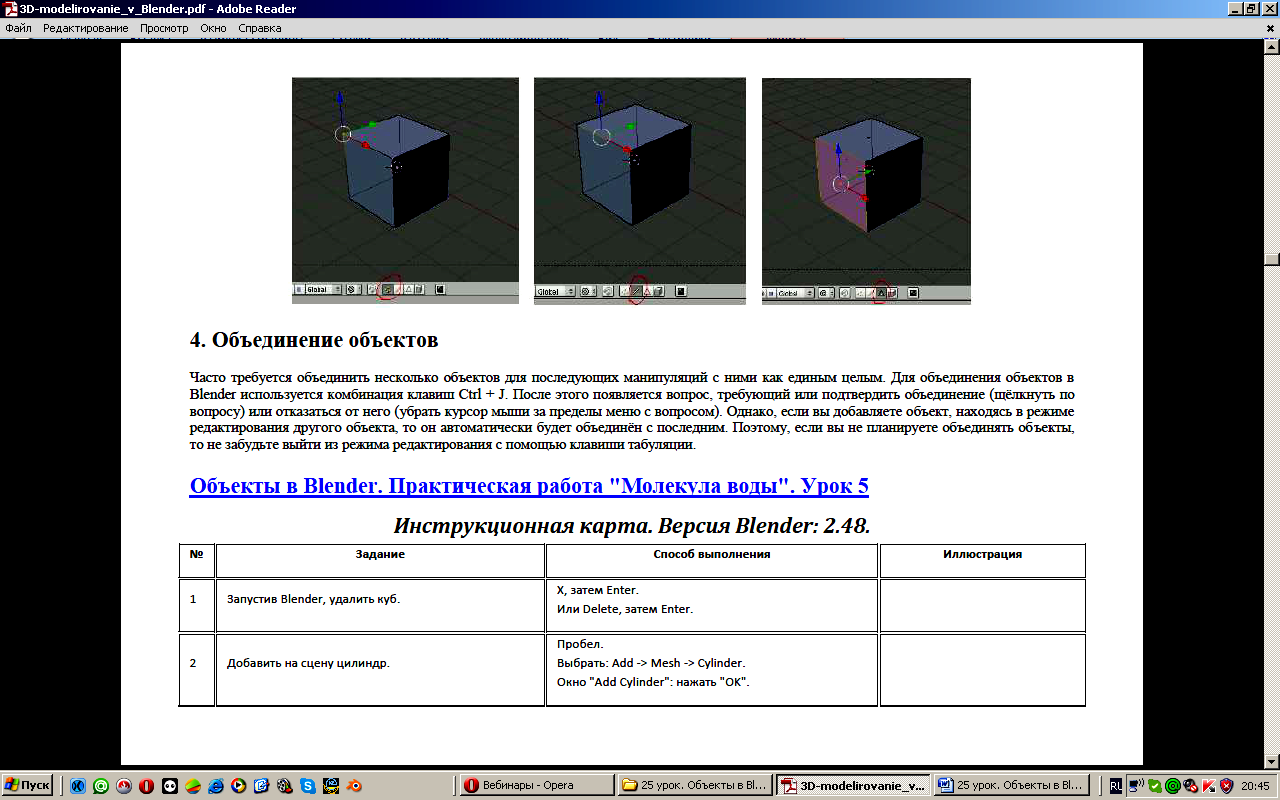 3D-modelirovanie_v_Blender.pdf - Adobe Reader
Файл Редактирование Просмотр Окно Справка
Global
Global
Global
4. Объединение объектов
Часто требуется объединить несколько объектов для последующих манипуляций с ними как единым целым. Для объединения объектов в
Blender используется комбинация клавиш Ctrl + J. После этого появляется вопрос, требующий или подтвердить объединение (щёлкнуть по
вопросу) или отказаться от него (убрать курсор мыши за пределы меню с вопросом). Однако, если вы добавляете объект, находясь в режиме
редактирования другого объекта, то он автоматически будет объединён с последним. Поэтому, если вы не планируете объединять объекты,
то не забудьте выйти из режима редактирования с помощью клавиши табуляции.
Объекты в Blender. Практическая работа "Молекула воды". Урок 5
Инструкционная карта. Версия Blender: 2.48.
№ Задание Способ выполнения Иллюстрация
1 Запустив Blender, удалить куб.
X, затем Enter.
Или Delete, затем Enter.
2 Добавить на сцену цилиндр.
Пробел.
Выбрать: Add -> Mesh -> Cylinder.
Окно "Add Cylinder": нажать "OK".
Пуск Вебинары - Opera 25 урок. Объекты в Bl... 3D-modelirovanie_v... 25 урок. Объекты в Bl... RU 20:45